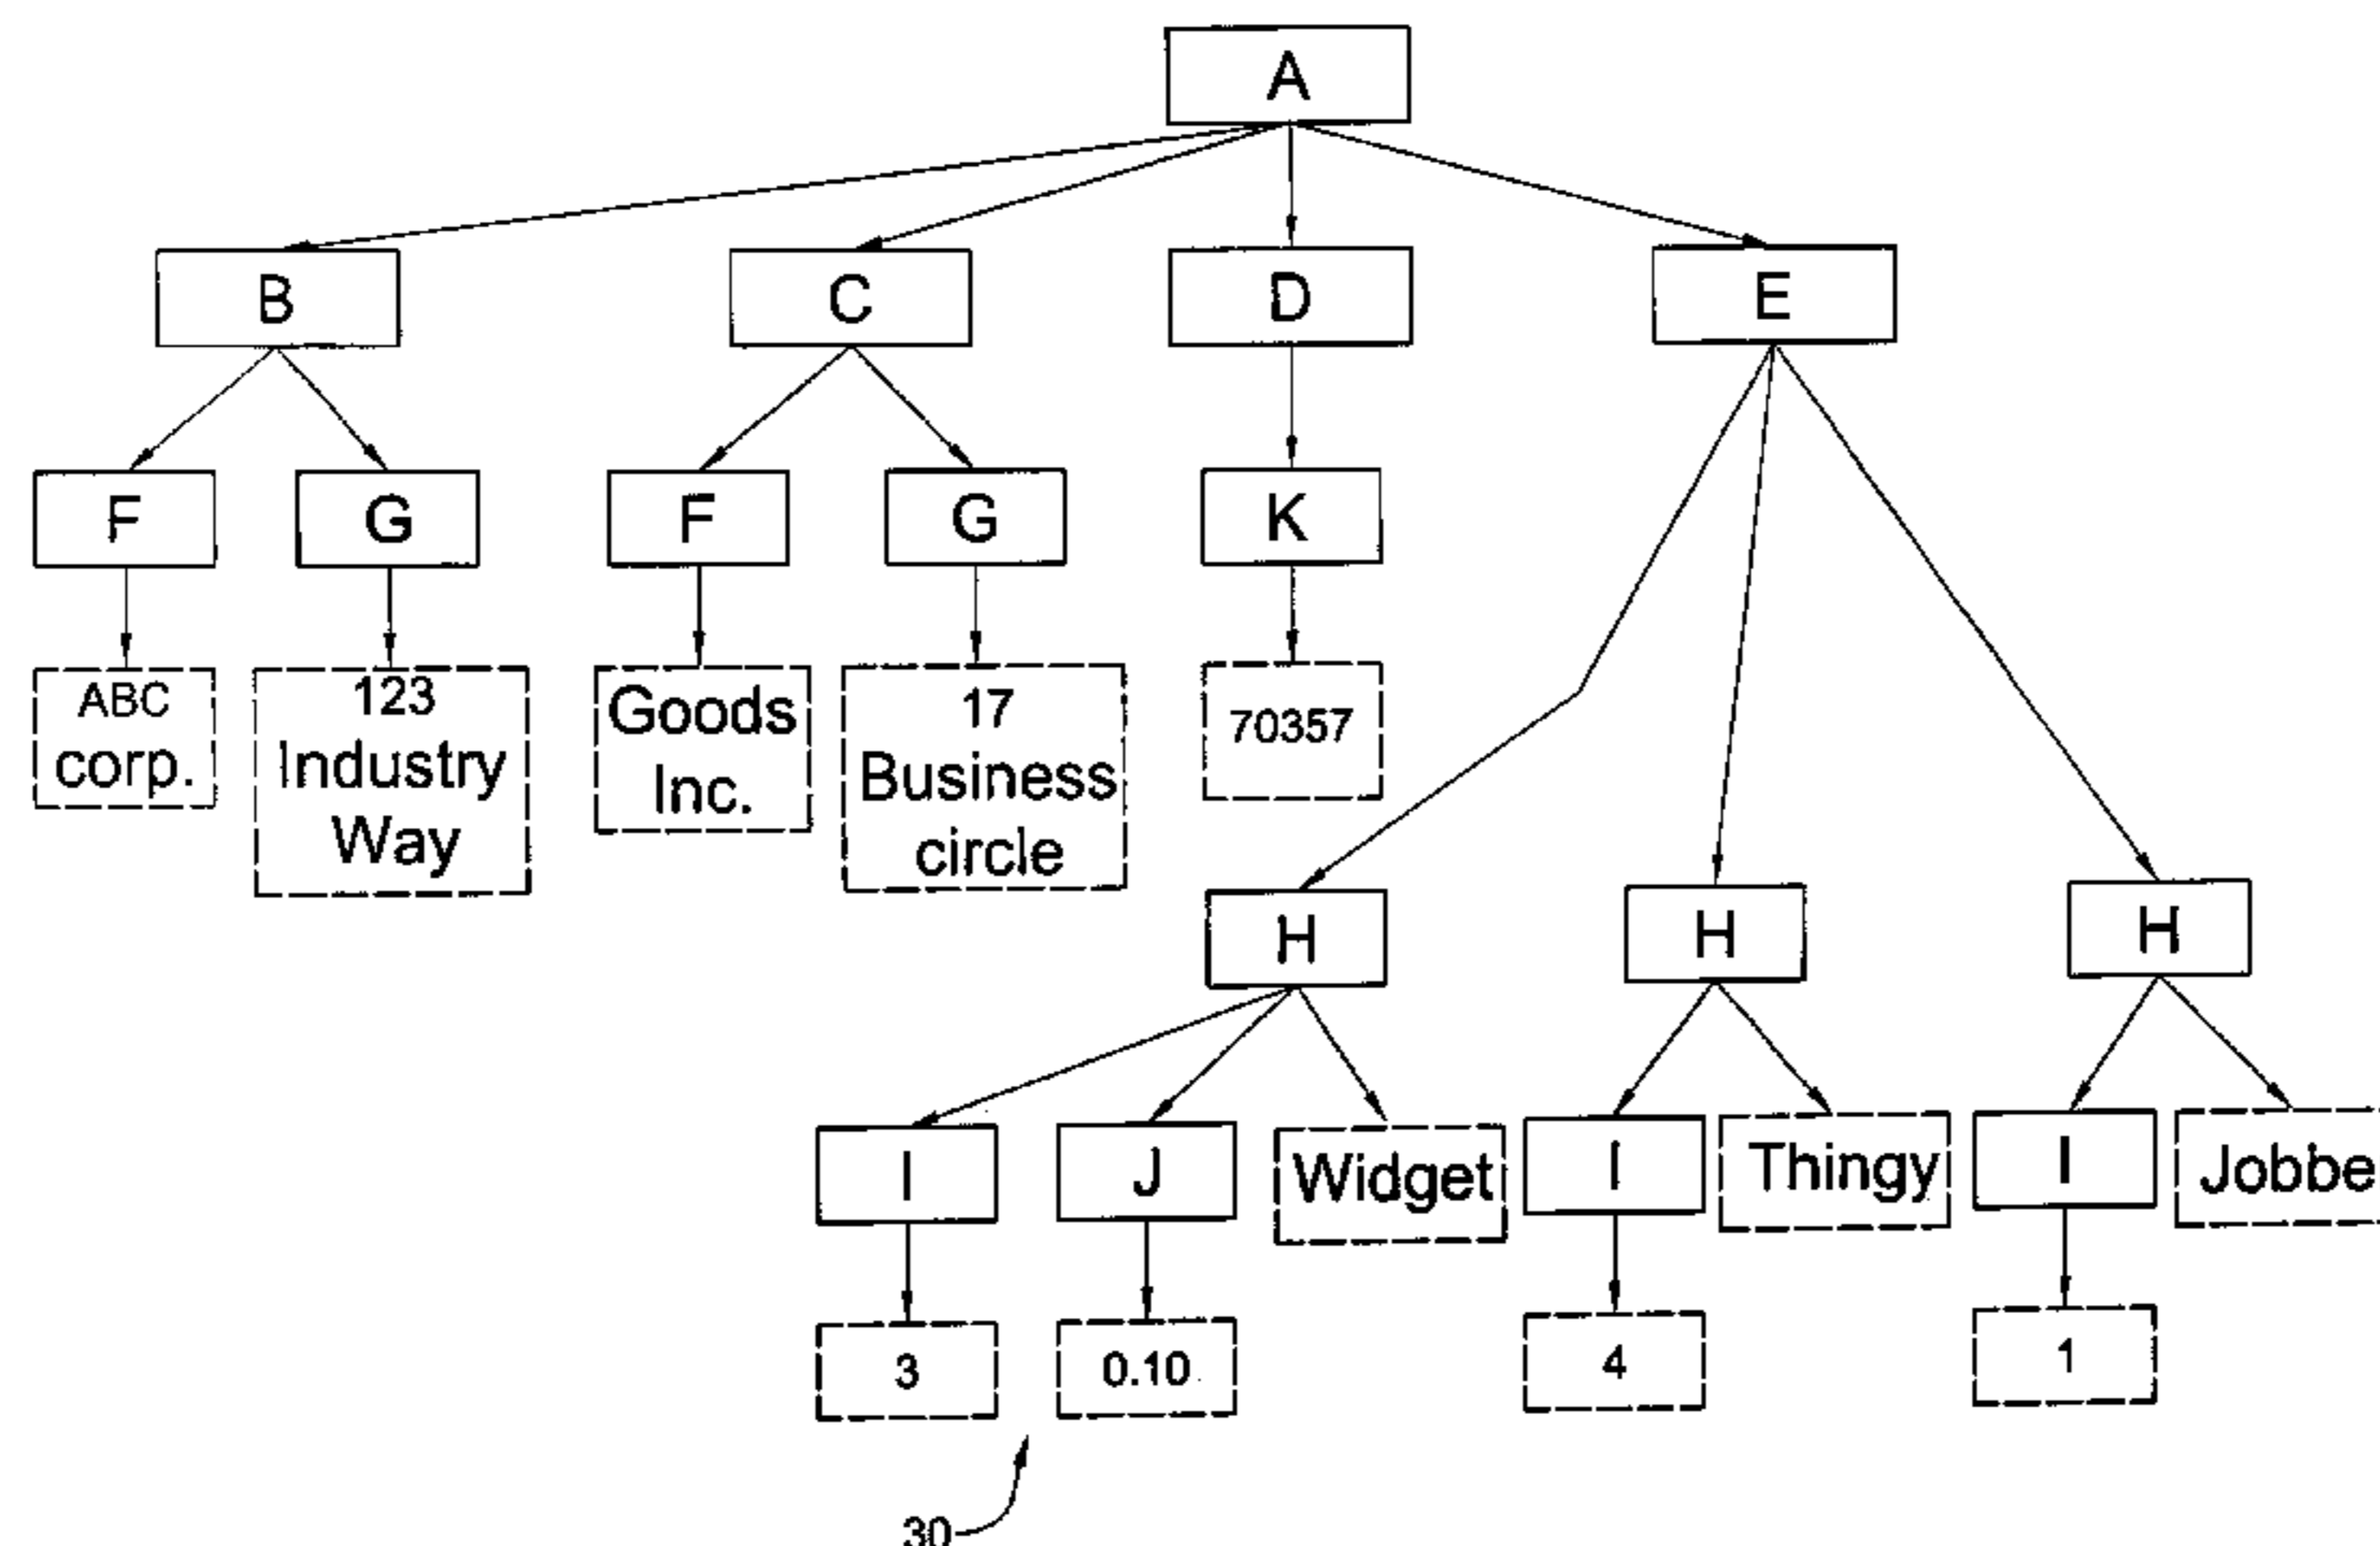 A
B
C
D
E
F
G
F
G
K
ABC
corp.
123
Industry
Way
Goods
Inc.
17
Business
circle
70357
H
H
H
I
J
Widget
I
Thingy
I
Jobbe
3
0.10
4
1
30